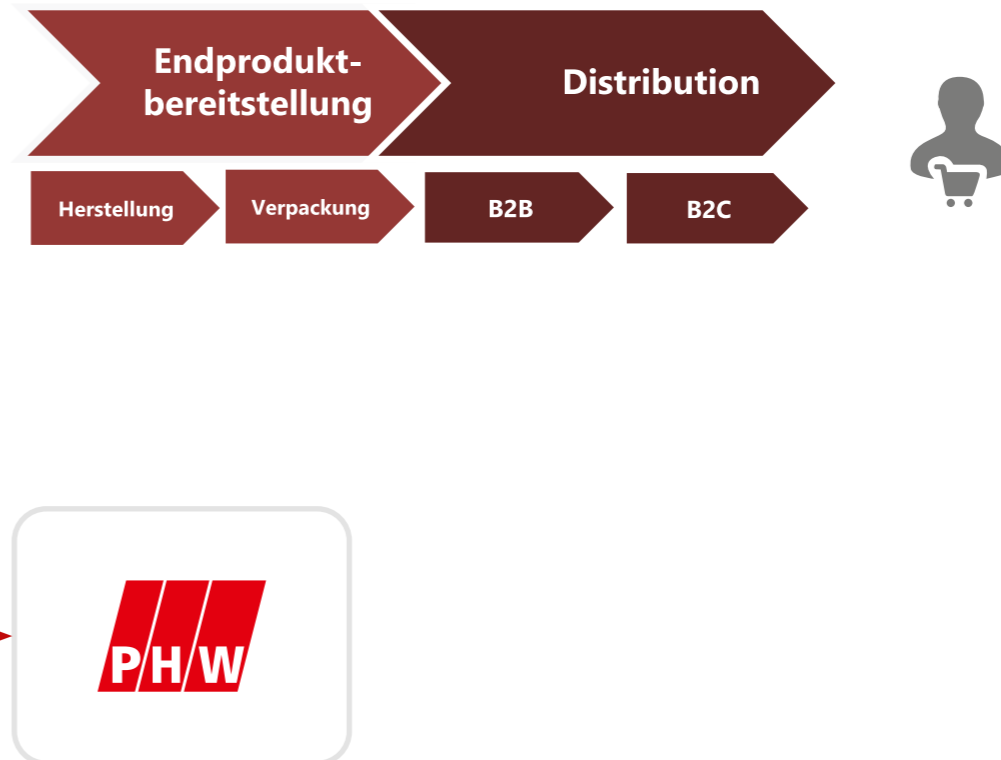 Endprodukt-
bereitstellung
Distribution
Herstellung
Verpackung
B2B
B2C
PHW